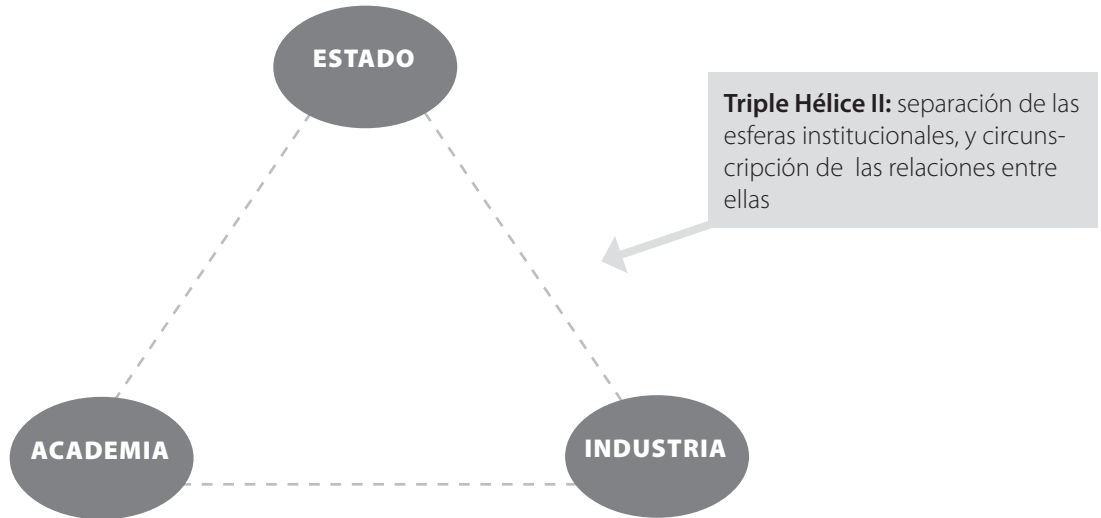 ESTADO
Triple Hélice II: separación de las
esferas institucionales, y circuns-
cripción de las relaciones entre
ellas
ACADEMIA
INDUSTRIA